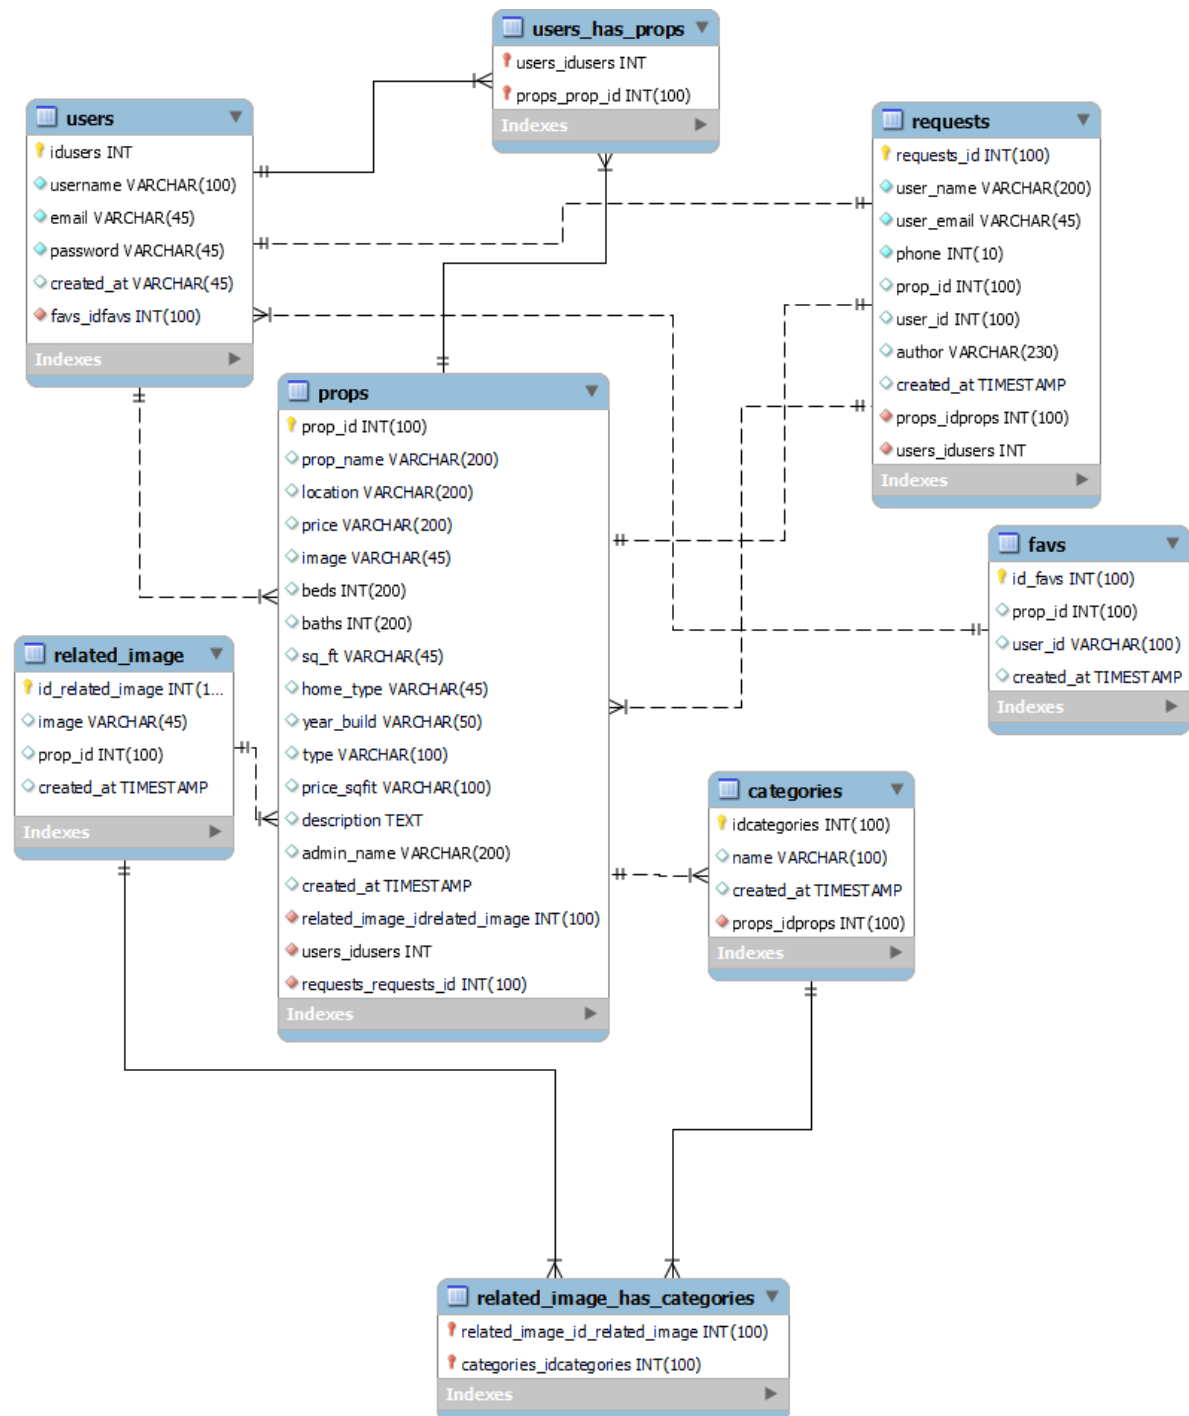 users_has_props
users_idusers INT
props_prop_id INT(100)
Indexes
users
idusers INT
username VARCHAR(100)
email VARCHAR(45)
password VARCHAR(45)
created_at VARCHAR(45)
favs_idfavs INT(100)
Indexes
requests
requests_id INT(100)
user_name VARCHAR(200)
user_email VARCHAR(45)
phone INT(10)
prop_id INT(100)
user_id INT(100)
author VARCHAR(230)
created_at TIMESTAMP
props_idprops INT(100)
users_idusers INT
Indexes
props
prop_id INT(100)
prop_name VARCHAR(200)
location VARCHAR(200)
price VARCHAR(200)
image VARCHAR(45)
beds INT(200)
baths INT(200)
sq_ft VARCHAR(45)
home_type VARCHAR(45)
year_build VARCHAR(50)
type VARCHAR(100)
price_sqfit VARCHAR(100)
description TEXT
admin_name VARCHAR(200)
created_at TIMESTAMP
related_image_idrelated_image INT(100)
users_idusers INT
requests_requests_id INT(100)
Indexes
favs
id_favs INT(100)
prop_id INT(100)
user_id VARCHAR(100)
created_at TIMESTAMP
Indexes
related_image
id_related_image INT(1...
image VARCHAR(45)
prop_id INT(100)
created_at TIMESTAMP
Indexes
categories
idcategories INT(100)
name VARCHAR(100)
created_at TIMESTAMP
props_idprops INT(100)
Indexes
related_image_has_categories
related_image_id_related_image INT(100)
categories_idcategories INT(100)
Indexes